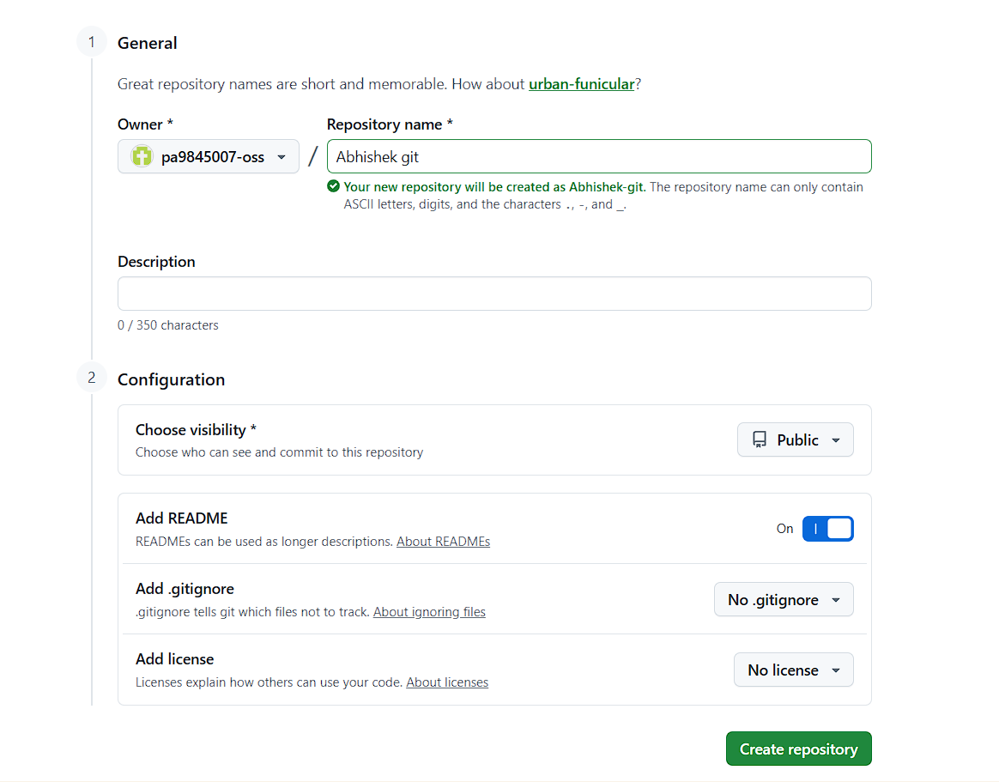 1
General
Great repository names are short and memorable. How about urban-funicular?
Owner *
Repository name *
pa9845007-oss
/
Abhishek git
Your new repository will be created as Abhishek-git. The repository name can only contain
ASCII letters, digits, and the characters ., -, and _.
Description
0 / 350 characters
2
Configuration
Choose visibility *
Choose who can see and commit to this repository
Public
Add README
READMEs can be used as longer descriptions. About READMEs
On
Add .gitignore
.gitignore tells git which files not to track. About ignoring files
No .gitignore
Add license
Licenses explain how others can use your code. About licenses
No license
Create repository